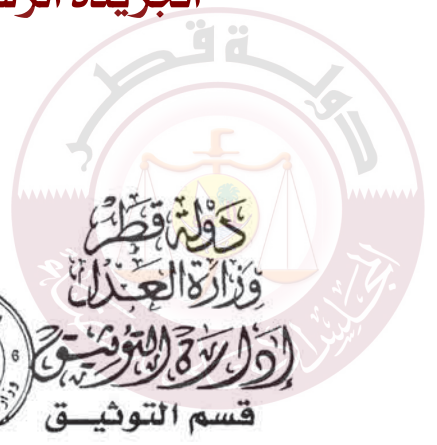 الجريدة
دولة قطر
دولة قطر
وزارة العدل
إدارة التوثيق
قسم التوثيق